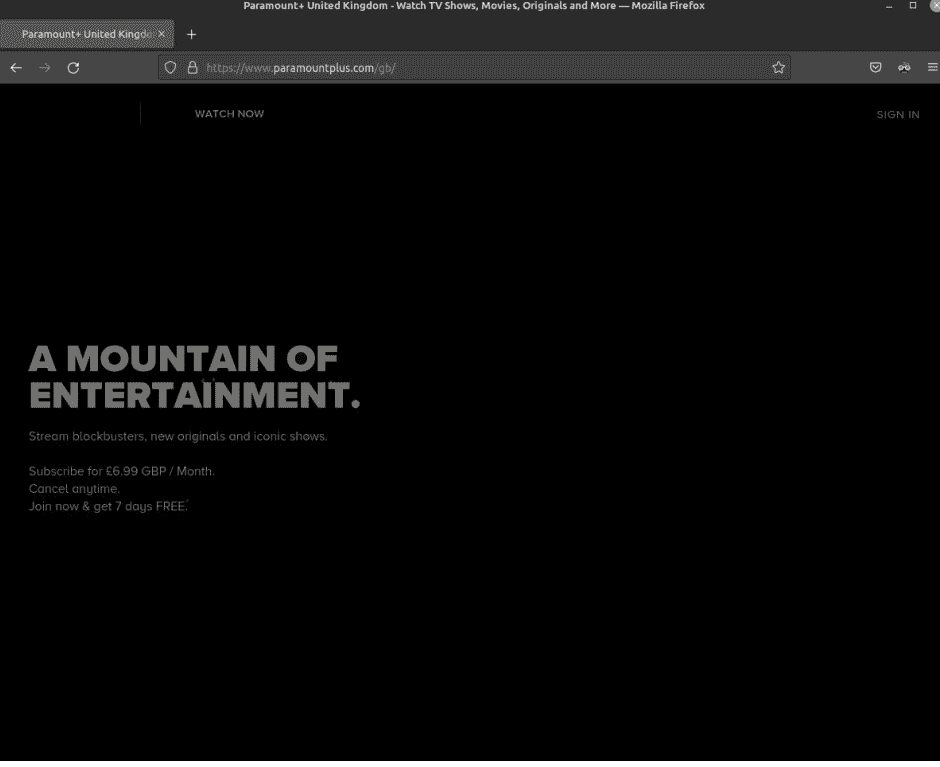 Paramount+ United Kingdom - Watch TV Shows, Movies, Originals and More — Mozilla Firefox
Paramount+ United Kingdo
https://www.paramountplus.com/gb/
WATCH NOW
SIGN IN
A MOUNTAIN OF
ENTERTAINMENT.
Stream blockbusters, new originals and iconic shows.
Subscribe for £6.99 GBP / Month.
Cancel anytime.
Join now & get 7 days FREE.*